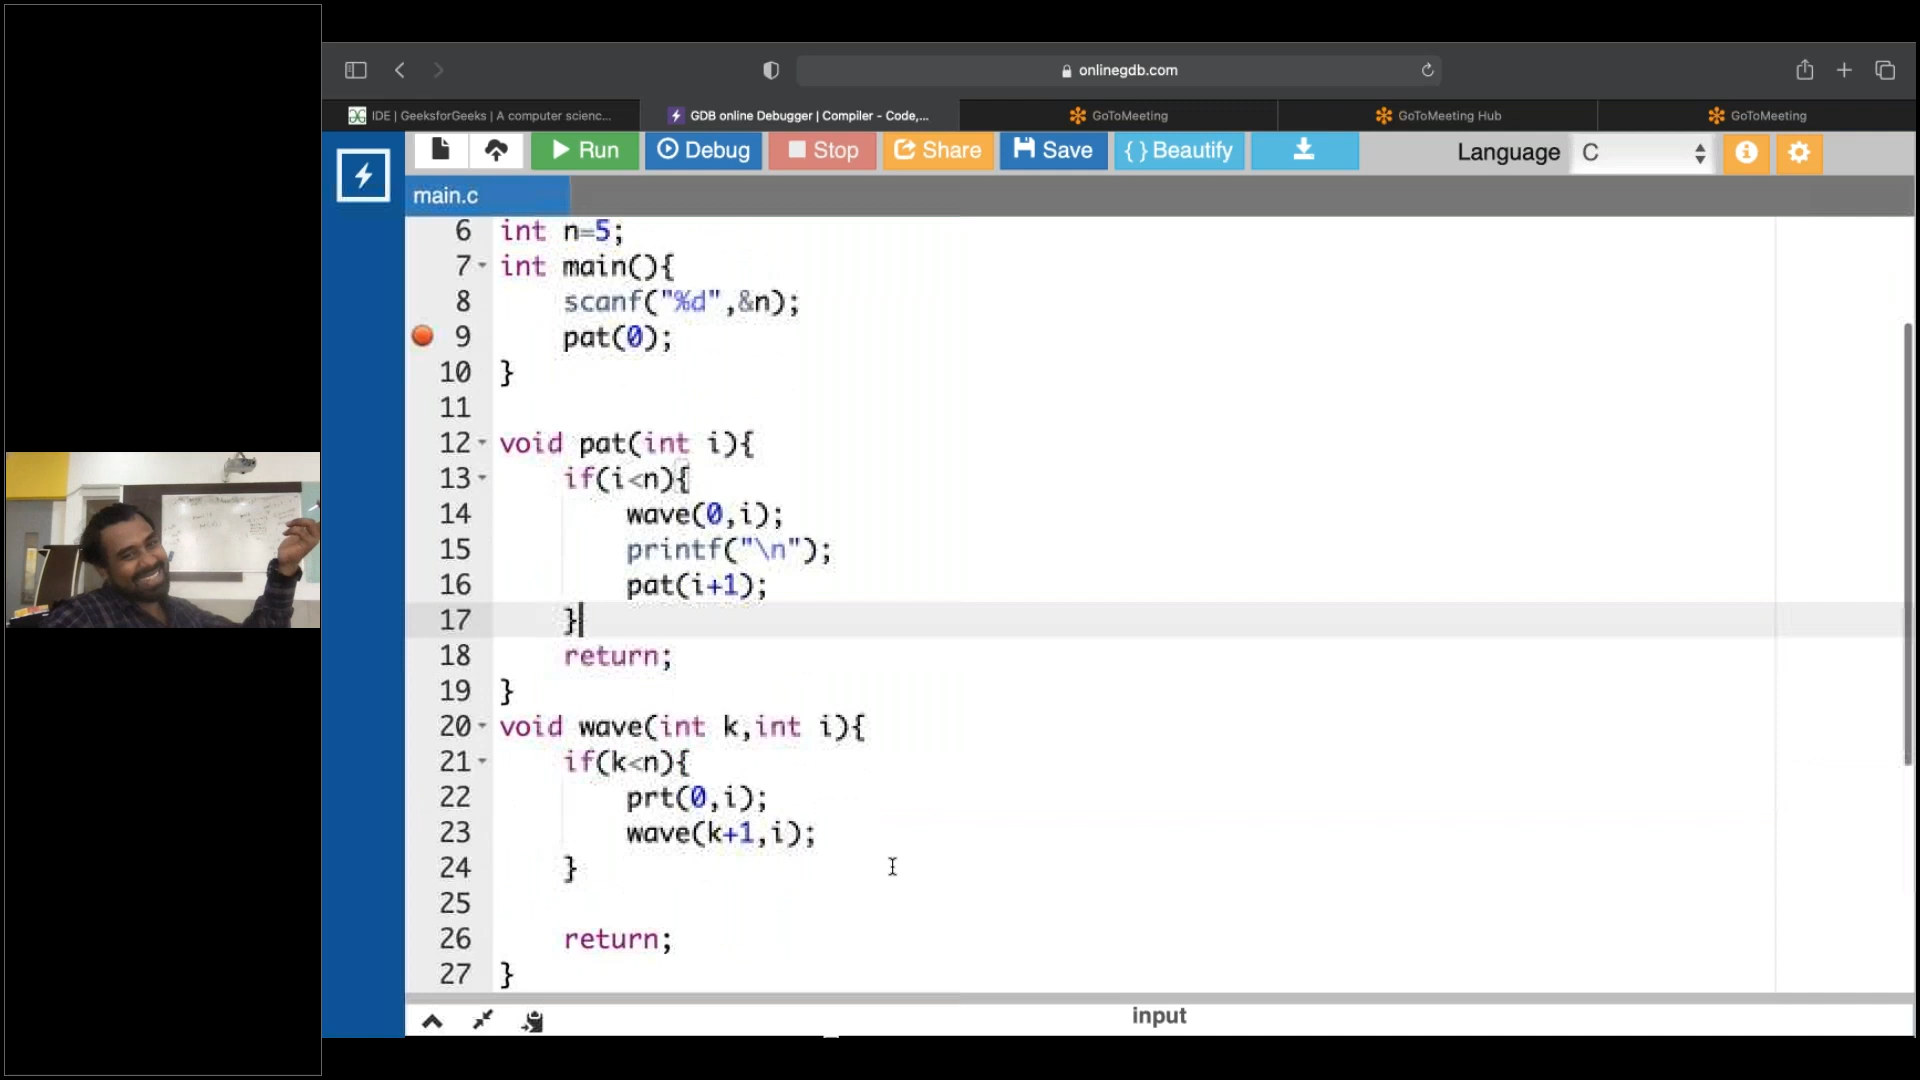 onlinegdb.com
IDE | GeeksforGeeks | A computer scienc...
GDB online Debugger | Compiler - Code,...
GoToMeeting
GoToMeeting Hub
GoToMeeting
Run
Debug
Stop
Share
Save
{ } Beautify
Language
C
main.c
6 int n=5;
7 int main(){
8 scanf("%d",&n);
9 pat(0);
10 }
11
12 void pat(int i){
13 if(i<n){
14 wave(0,i);
15 printf("\n");
16 pat(i+1);
17 }
18 return;
19 }
20 void wave(int k,int i){
21 if(k<n){
22 prt(0,i);
23 wave(k+1,i);
24 }
25
26 return;
27 }
input